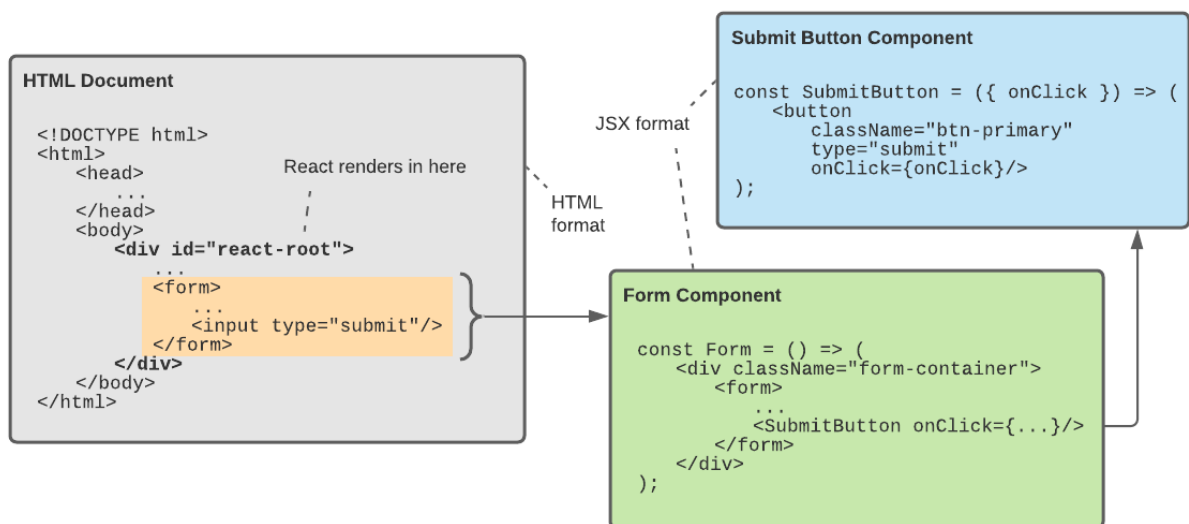 HTML Document
<!DOCTYPE html>
<html>
<head>
...
</head>
<body>
<div id="react-root">
...
<form>
...
<input type="submit"/>
</form>
</div>
</body>
</html>
React renders in here
HTML
format
JSX format
Submit Button Component
const SubmitButton = ({ onClick }) => (
<button
className="btn-primary"
type="submit"
onClick={onClick}/>
);
Form Component
const Form = () => (
<div className="form-container">
<form>
...
<SubmitButton onClick={...}/>
</form>
</div>
);